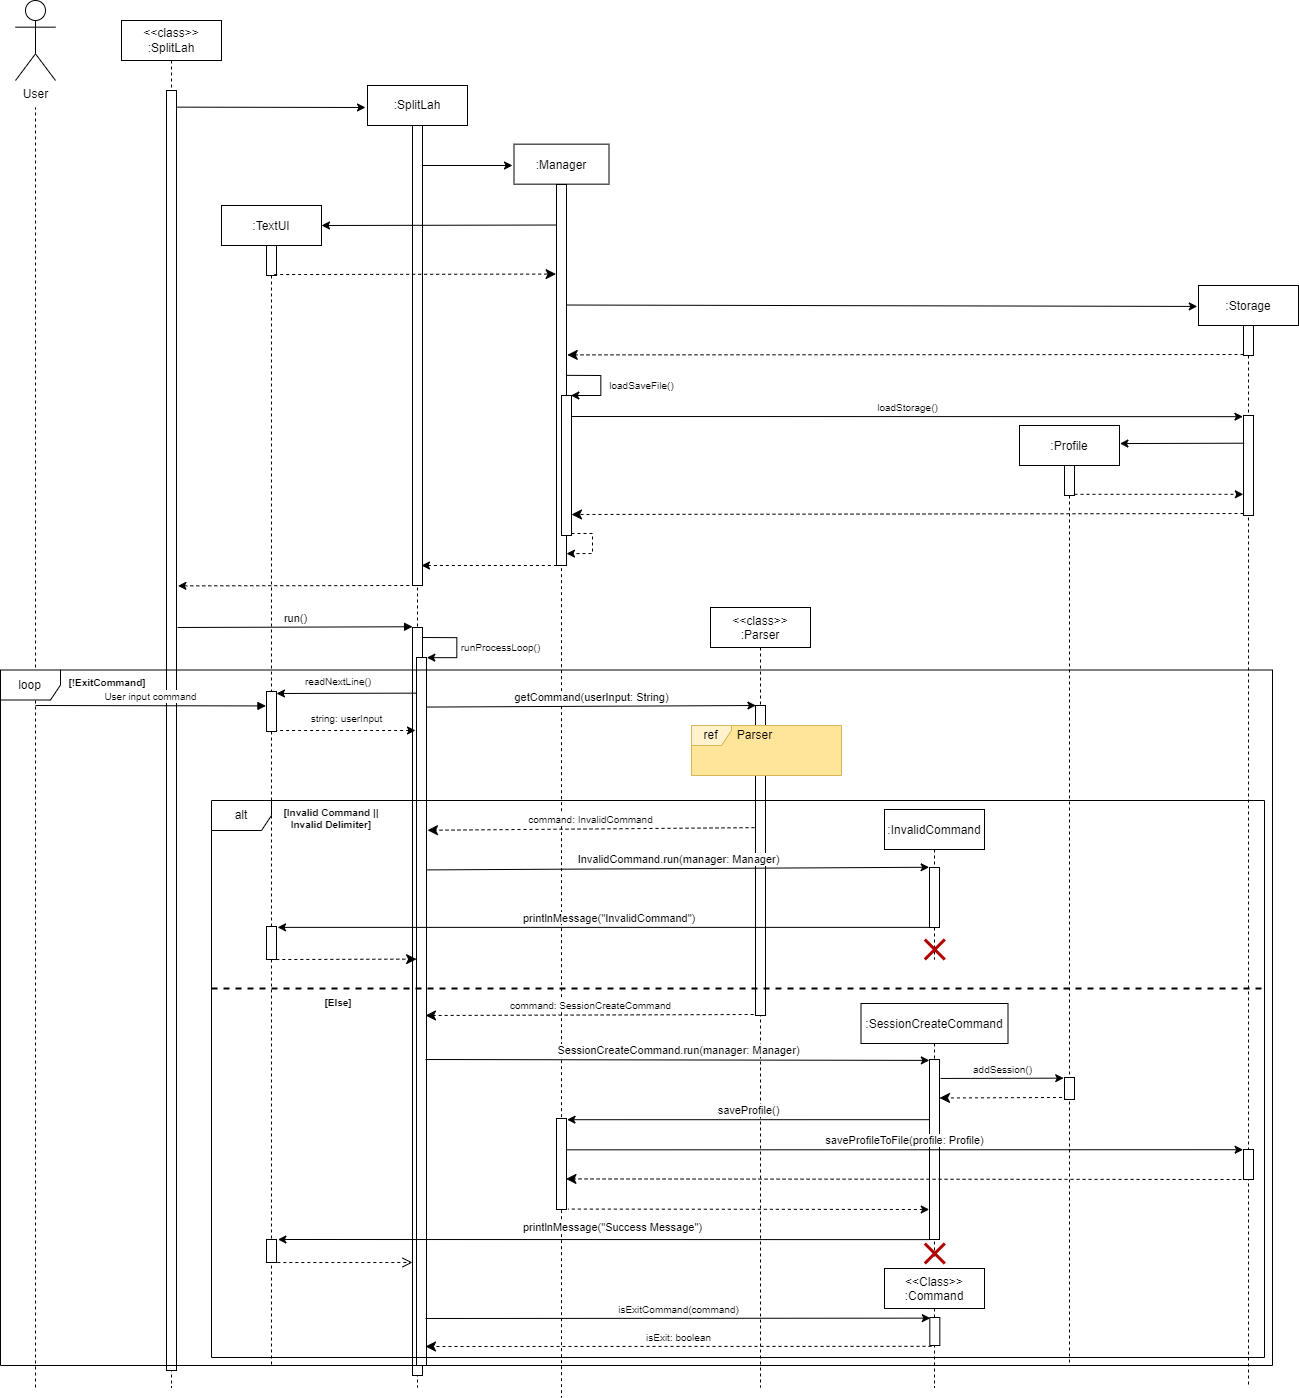 <<class>>
:SplitLah
User
:SplitLah
:Manager
:TextUI
:Storage
loadSaveFile()
loadStorage()
:Profile
run()
<<class>>
:Parser
runProcessLoop()
loop
[!ExitCommand]
readNextLine()
User input command
getCommand(userInput: String)
string: userInput
ref
Parser
alt
[Invalid Command ||
Invalid Delimiter]
command: InvalidCommand
:InvalidCommand
InvalidCommand.run(manager: Manager)
printlnMessage("InvalidCommand")
[Else]
command: SessionCreateCommand
:SessionCreateCommand
SessionCreateCommand.run(manager: Manager)
addSession()
saveProfile()
saveProfileToFile(profile: Profile)
printlnMessage("Success Message")
<<Class>>
:Command
isExitCommand(command)
isExit: boolean